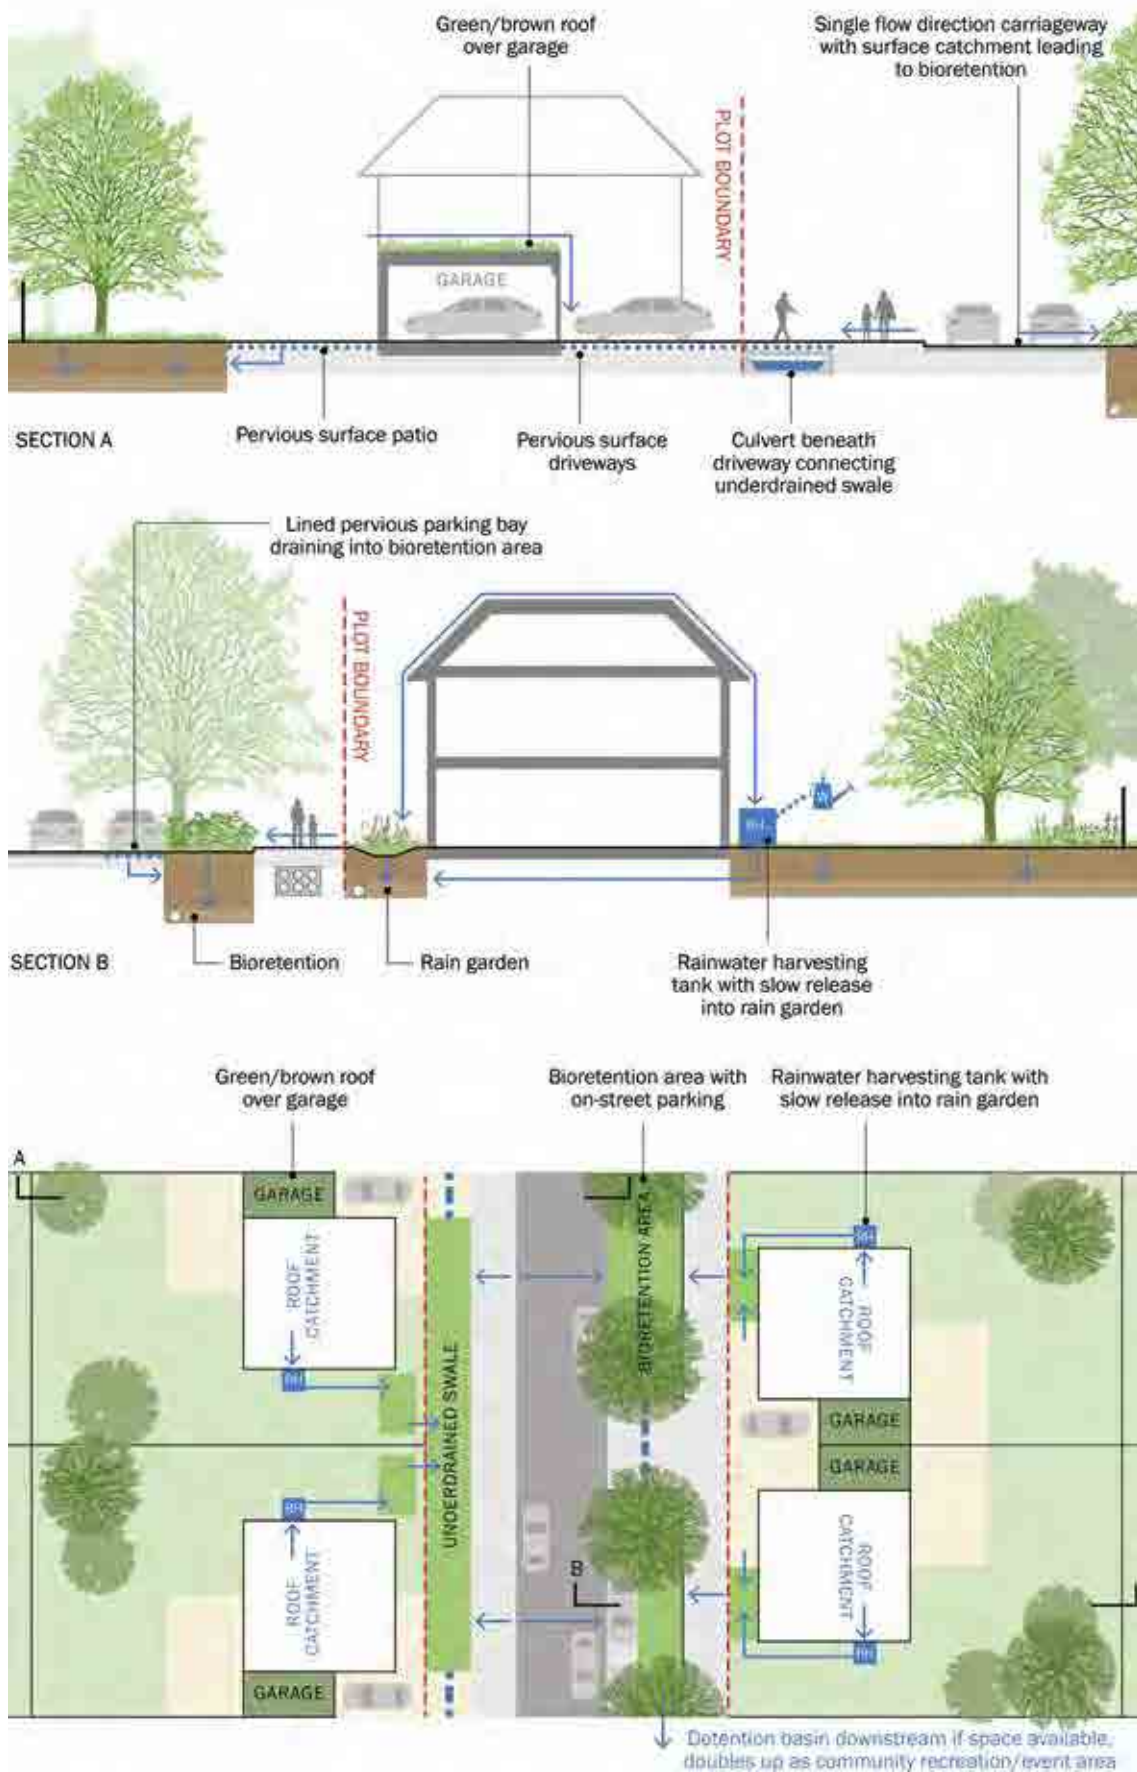 Green/brown roof
over garage
Single flow direction carriageway
with surface catchment leading
to bioretention
PLOT BOUNDARY
GARAGE
SECTION A
Pervious surface patio
Pervious surface
driveways
Culvert beneath
driveway connecting
underdrained swale
Lined pervious parking bay
draining into bioretention area
PLOT BOUNDARY
RH
SECTION B
Bioretention
Rain garden
Rainwater harvesting
tank with slow release
into rain garden
Green/brown roof
over garage
Bioretention area with
on-street parking
Rainwater harvesting tank with
slow release into rain garden
A
GARAGE
ROOF
CATCHMENT
RH
UNDERDRAINED SWALE
BIORETENTION AREA
RH
ROOF
CATCHMENT
GARAGE
GARAGE
RH
ROOF
CATCHMENT
GARAGE
B
ROOF
CATCHMENT
RH
Detention basin downstream if space available,
doubles up as community recreation/event area